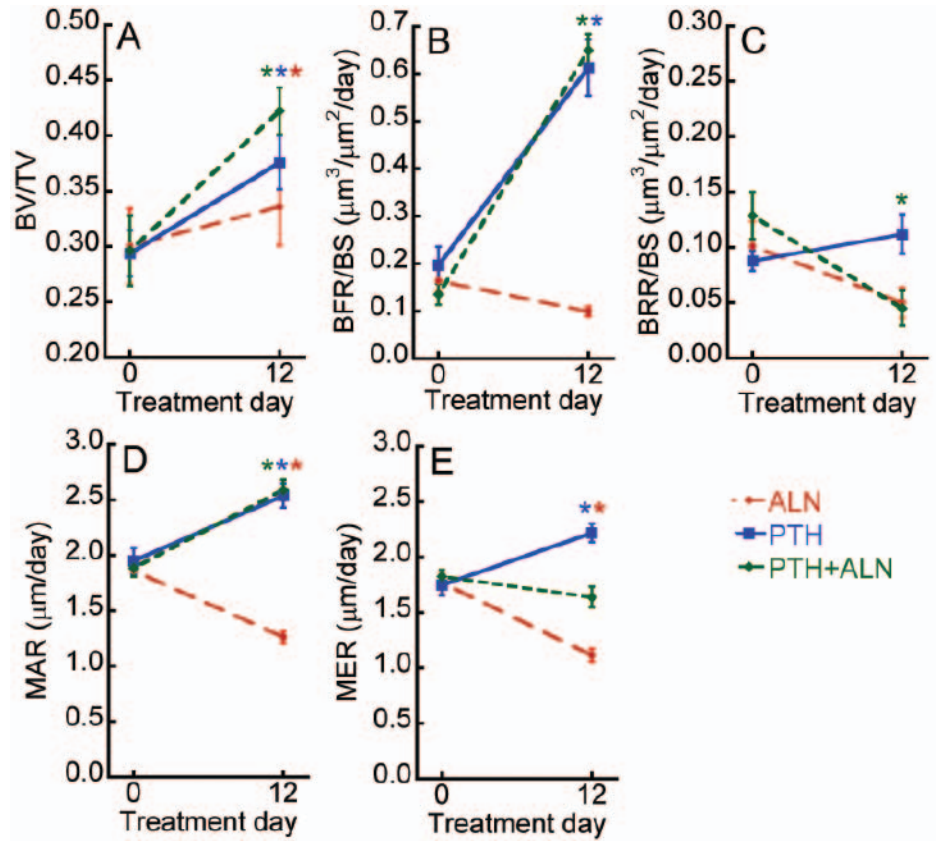 A
***
BV/TV
0.45
0.40
0.35
0.30
0.25
0.20
0
12
Treatment day
B
**
BFR/BS (μm³/μm²/day)
0.7
0.6
0.5
0.4
0.3
0.2
0.1
0.0
0
12
Treatment day
C
*
BRR/BS (μm³/μm²/day)
0.30
0.25
0.20
0.15
0.10
0.05
0.00
0
12
Treatment day
D
***
MAR (μm/day)
3.0
2.5
2.0
1.5
1.0
0.5
0.0
0
12
Treatment day
E
**
MER (μm/day)
3.0
2.5
2.0
1.5
1.0
0.5
0.0
0
12
Treatment day
ALN
PTH
PTH+ALN